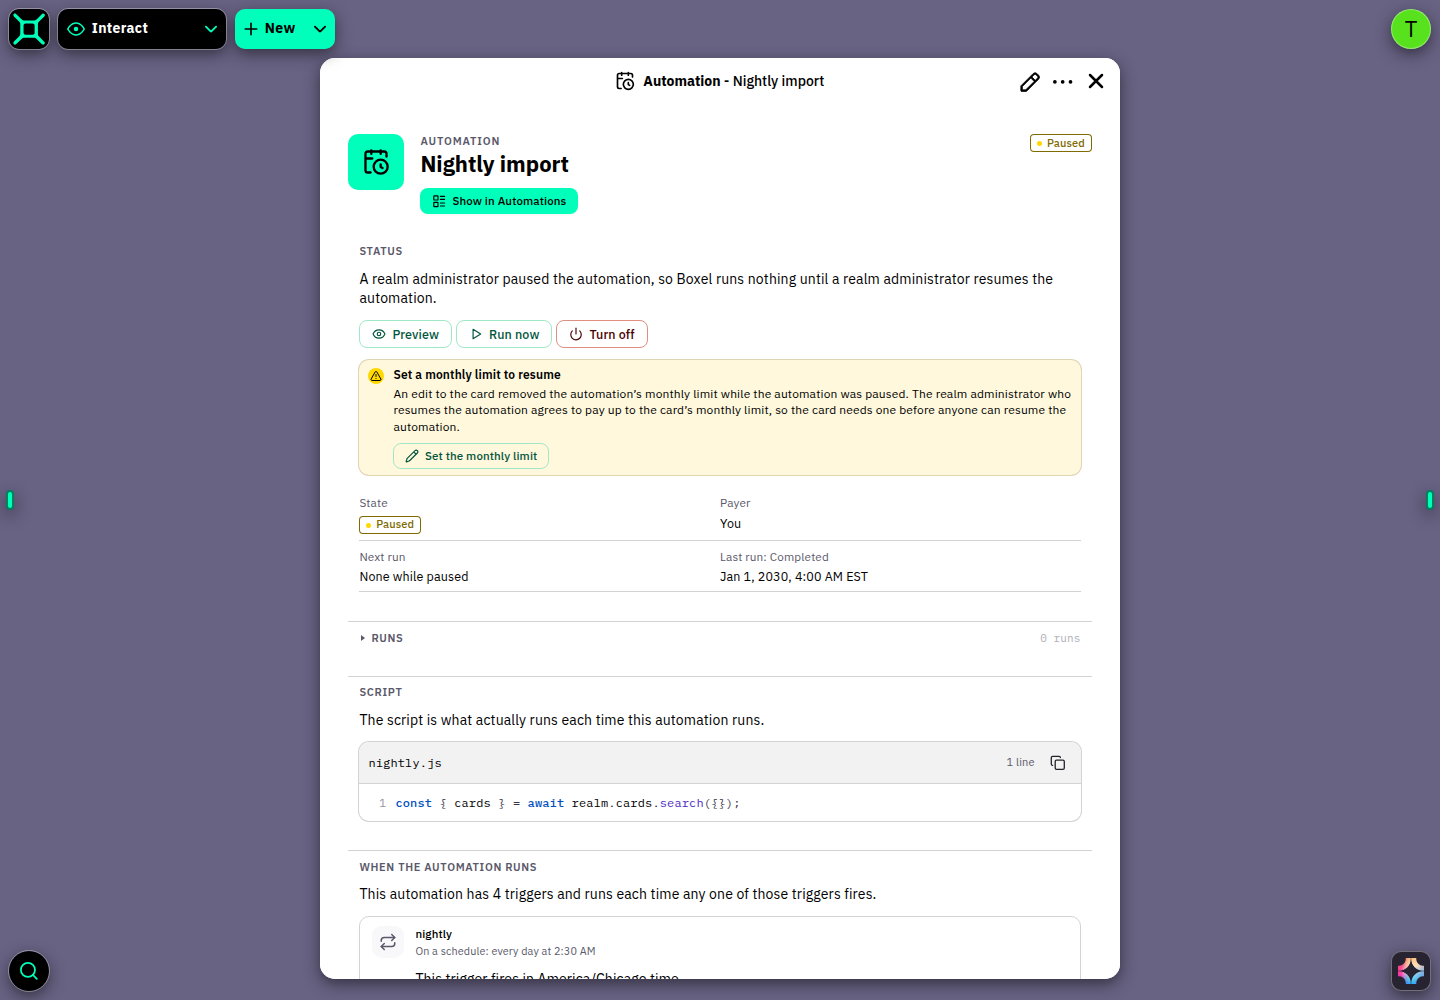 Interact
New
T
Automation - Nightly import
AUTOMATION
Paused
Nightly import
Show in Automations
STATUS
A realm administrator paused the automation, so Boxel runs nothing until a realm administrator resumes the
automation.
Preview
Run now
Turn off
Set a monthly limit to resume
An edit to the card removed the automation’s monthly limit while the automation was paused. The realm administrator who
resumes the automation agrees to pay up to the card’s monthly limit, so the card needs one before anyone can resume the
automation.
Set the monthly limit
State
Payer
Paused
You
Next run
Last run: Completed
None while paused
Jan 1, 2030, 4:00 AM EST
RUNS
0 runs
SCRIPT
The script is what actually runs each time this automation runs.
nightly.js
1 line
1 const { cards } = await realm.cards.search({});
WHEN THE AUTOMATION RUNS
This automation has 4 triggers and runs each time any one of those triggers fires.
nightly
On a schedule: every day at 2:30 AM
This trigger fires in America/Chicago time.